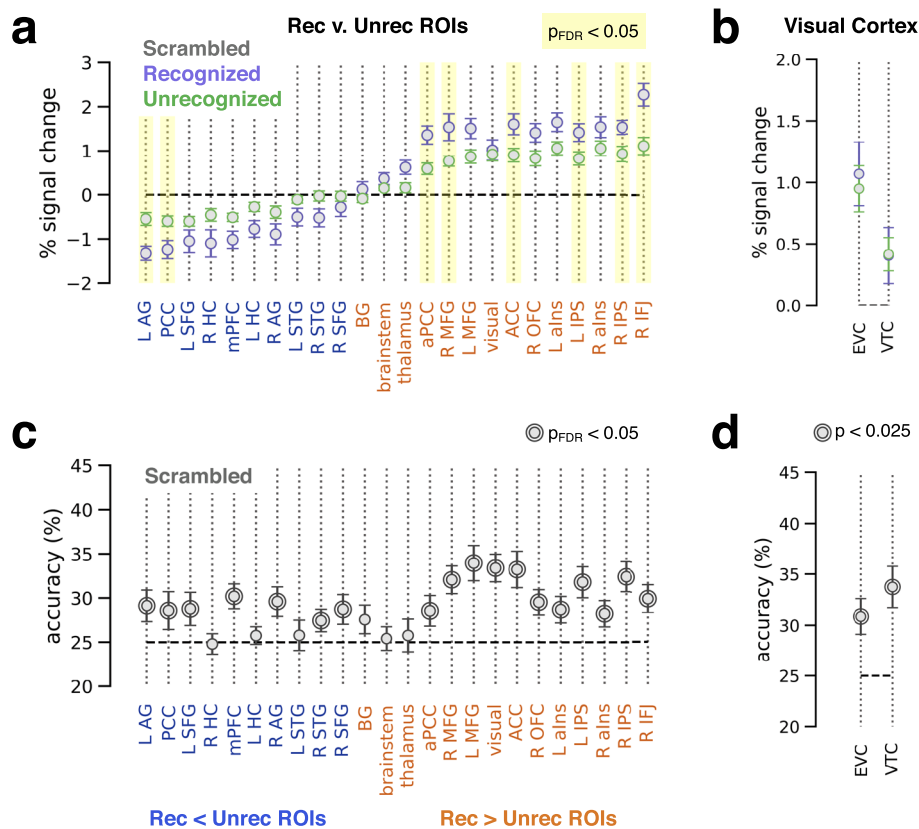 a
Rec v. Unrec ROIs
pFDR < 0.05
Scrambled
Recognized
Unrecognized
% signal change
3
2
1
0
−1
−2
L AG
PCC
L SFG
R HC
mPFC
L HC
R AG
L STG
R STG
R SFG
BG
brainstem
thalamus
aPCC
R MFG
L MFG
visual
ACC
R OFC
L aIns
L IPS
R aIns
R IPS
R IFJ
b
Visual Cortex
% signal change
2.0
1.5
1.0
0.5
0.0
EVC
VTC
c
pFDR < 0.05
Scrambled
accuracy (%)
45
40
35
30
25
20
L AG
PCC
L SFG
R HC
mPFC
L HC
R AG
L STG
R STG
R SFG
BG
brainstem
thalamus
aPCC
R MFG
L MFG
visual
ACC
R OFC
L aIns
L IPS
R aIns
R IPS
R IFJ
Rec < Unrec ROIs
Rec > Unrec ROIs
d
p < 0.025
accuracy (%)
45
40
35
30
25
20
EVC
VTC